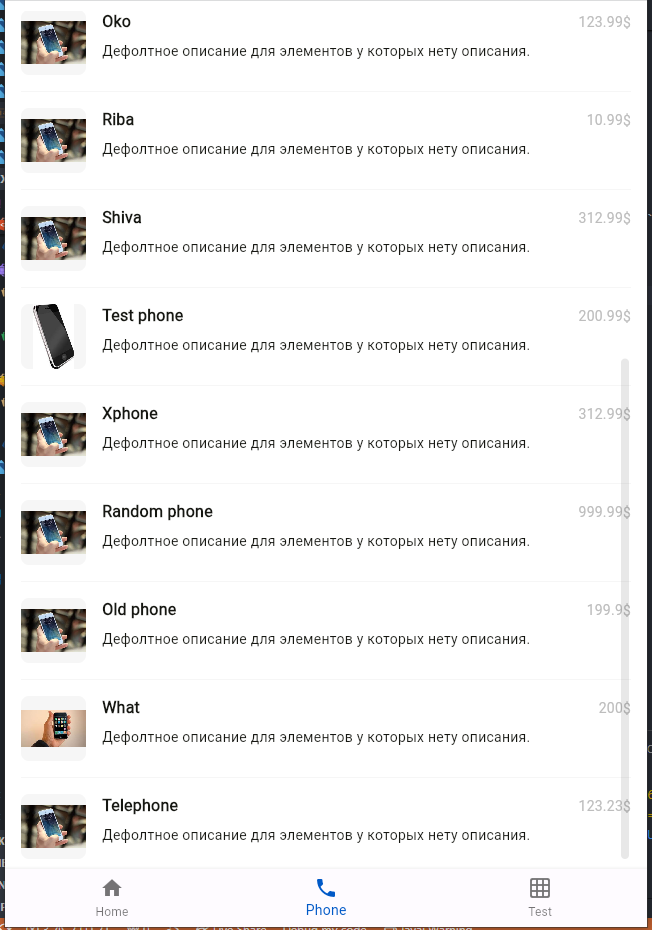 Oko 123.99$
Дефолтное описание для элементов у которых нету описания.
Riba 10.99$
Дефолтное описание для элементов у которых нету описания.
Shiva 312.99$
Дефолтное описание для элементов у которых нету описания.
Test phone 200.99$
Дефолтное описание для элементов у которых нету описания.
Xphone 312.99$
Дефолтное описание для элементов у которых нету описания.
Random phone 999.99$
Дефолтное описание для элементов у которых нету описания.
Old phone 199.9$
Дефолтное описание для элементов у которых нету описания.
What 200$
Дефолтное описание для элементов у которых нету описания.
Telephone 123.23$
Дефолтное описание для элементов у которых нету описания.
Home Phone Test